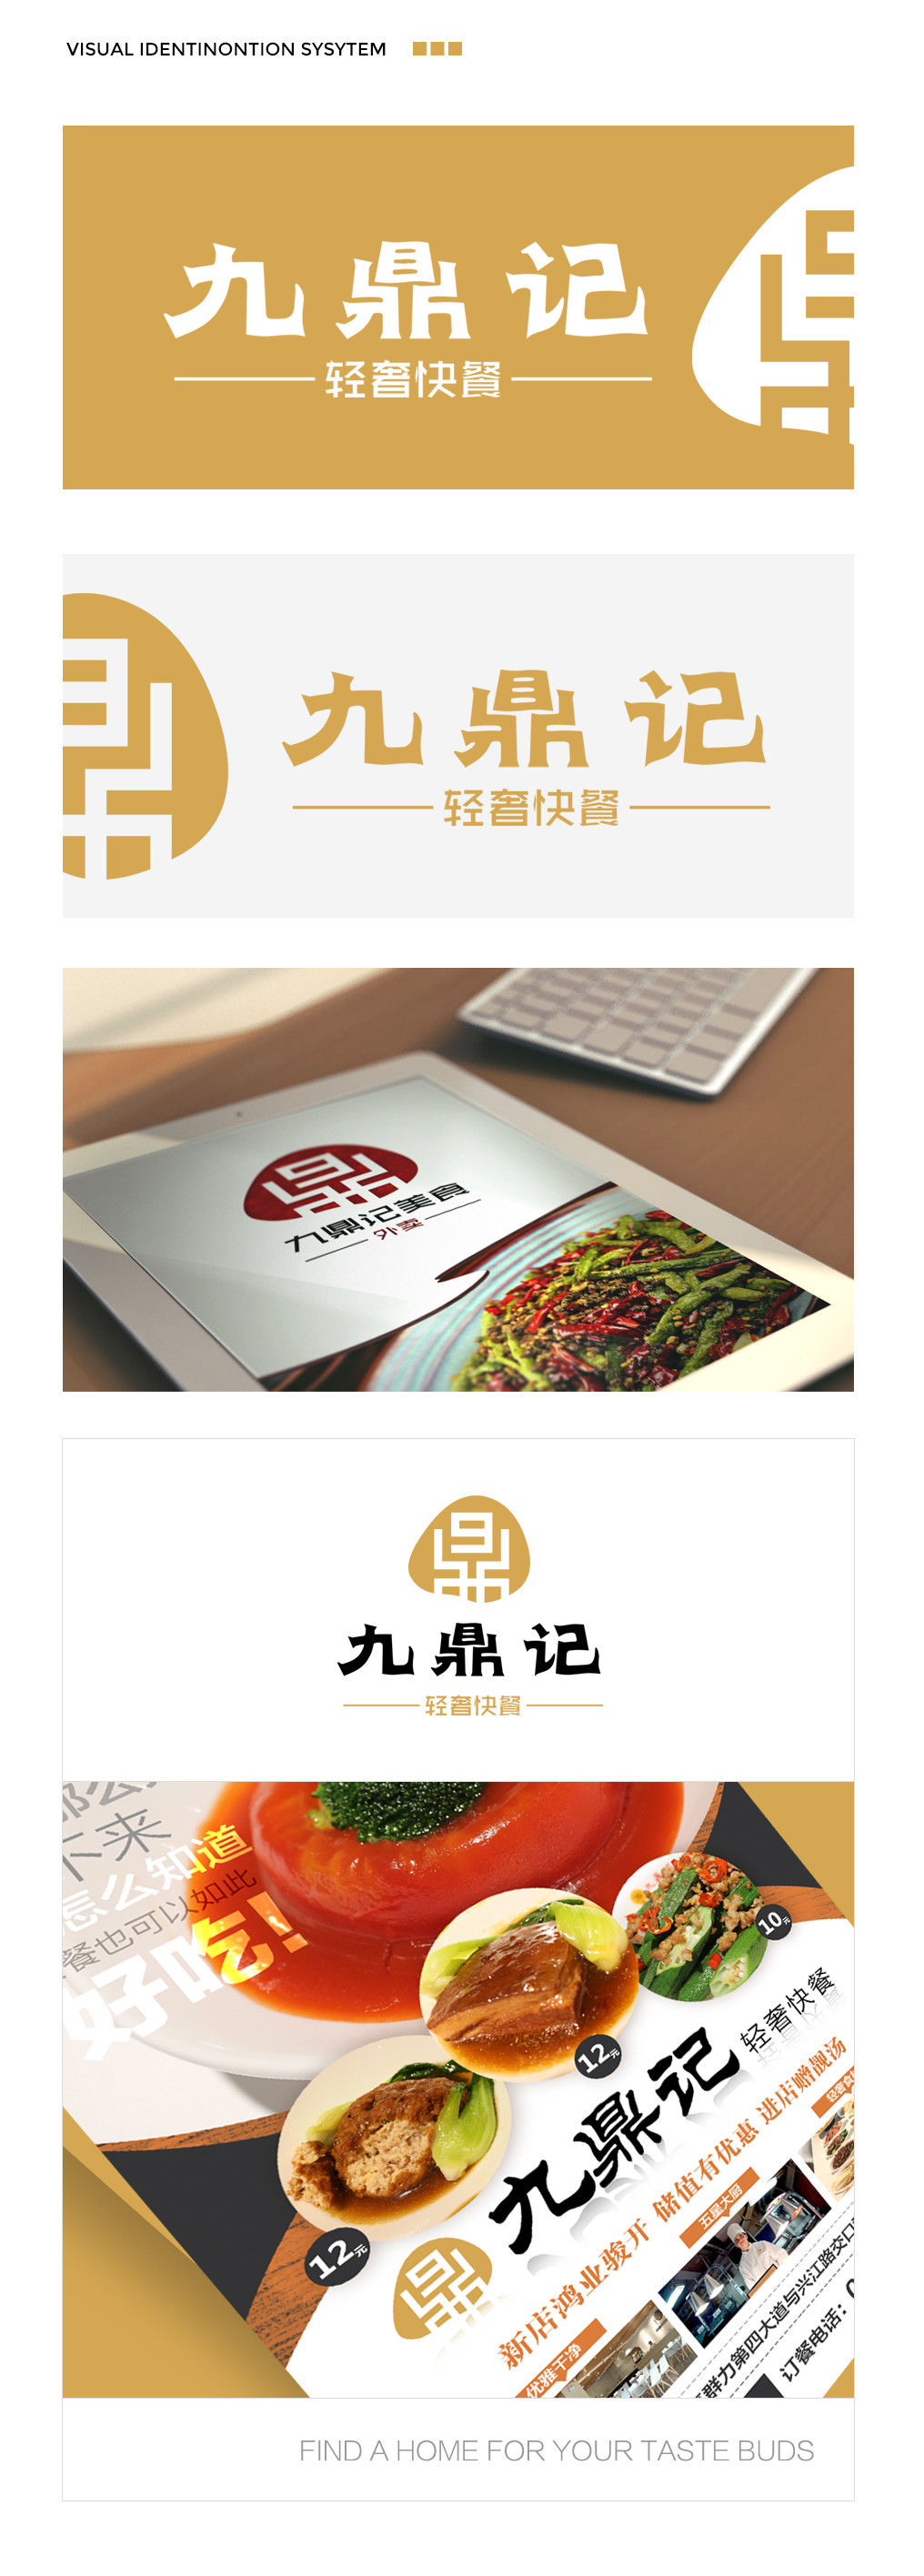 VISUAL IDENTINONTION SYSYTEM
九鼎记
轻奢快餐
九鼎记
轻奢快餐
鼎
九鼎记美食
外卖
鼎
九鼎记
轻奢快餐
下来
怎么知道
餐也可以如此
好吃!
10元
12元
12元
九鼎记
轻奢快餐
鼎
新店鸿业骏开 储值有优惠 进店赠靓汤
优雅干净
五星大厨
群力第四大道与兴江路交口
订餐电话:
FIND A HOME FOR YOUR TASTE BUDS